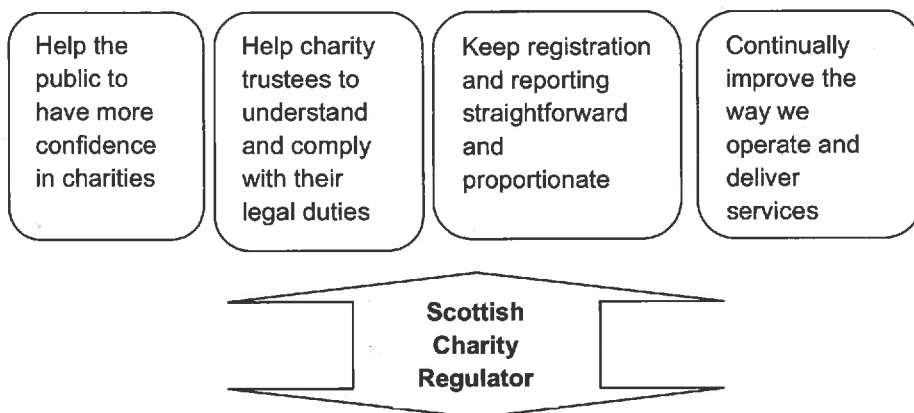 Help the
public to
have more
confidence
in charities
Help charity
trustees to
understand
and comply
with their
legal duties
Keep registration
and reporting
straightforward
and
proportionate
Continually
improve the
way we
operate and
deliver
services
Scottish
Charity
Regulator